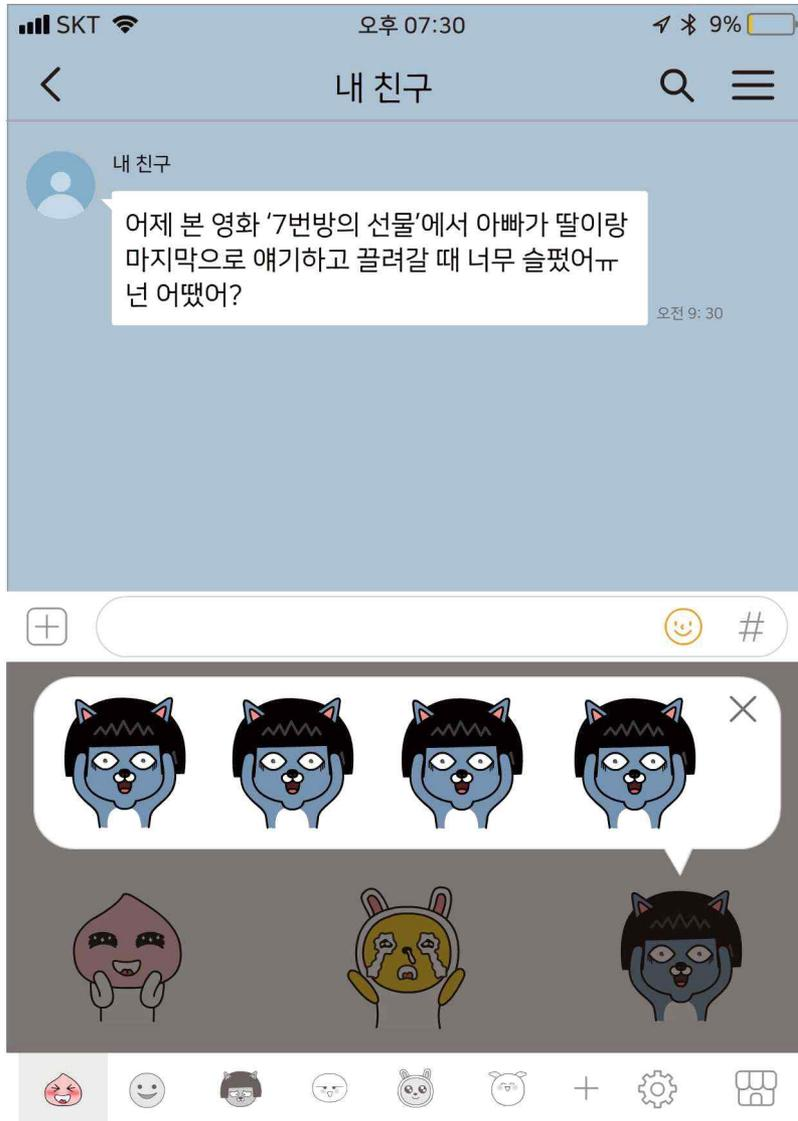 SKT 오후 07:30 9%
내 친구
내 친구
어제 본 영화 ‘7번방의 선물’에서 아빠가 딸이랑
마지막으로 얘기하고 끌려갈 때 너무 슬펐어ㅠ
넌 어땠어?
오전 9: 30
#